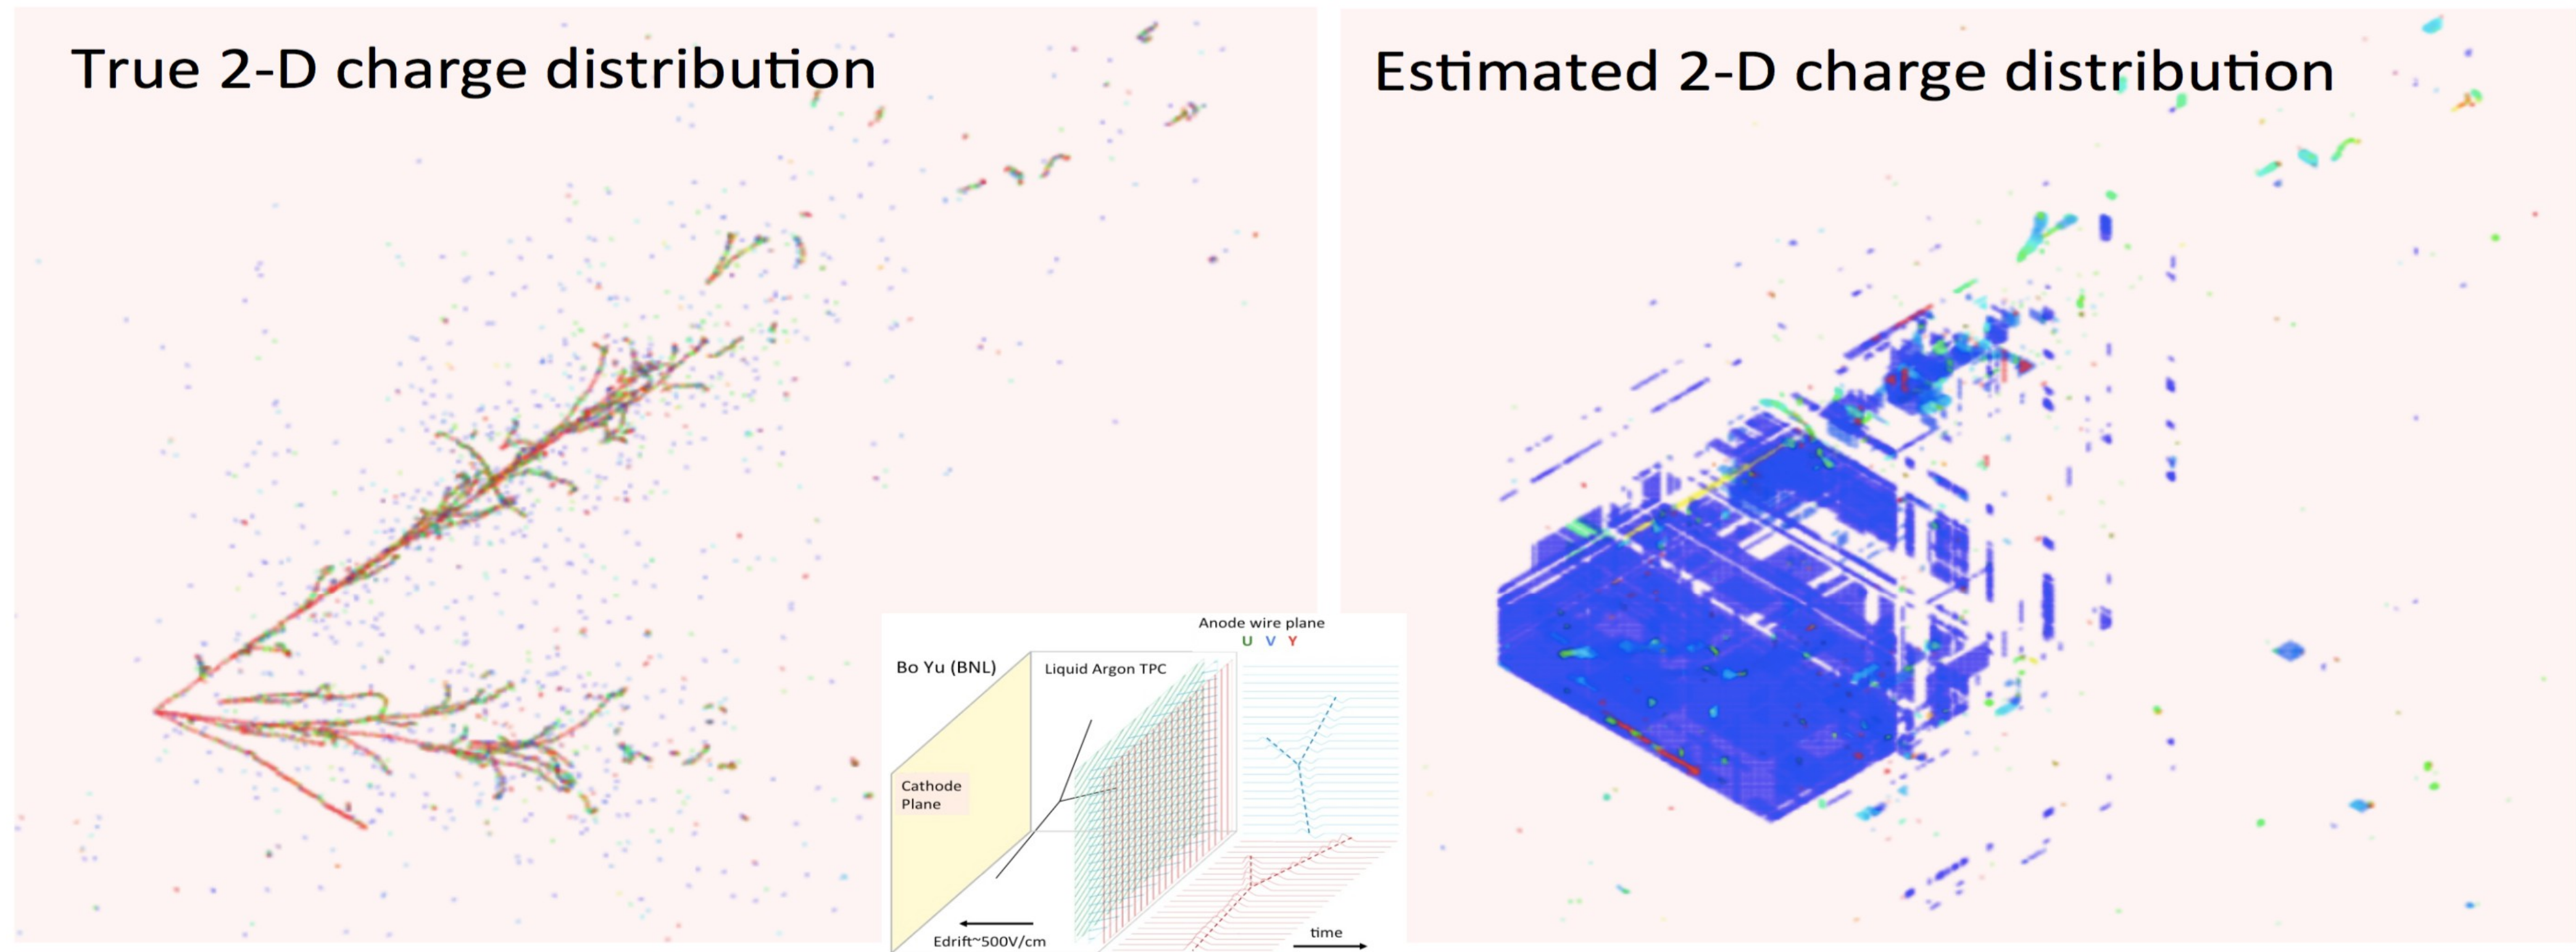 True 2-D charge distribution
Estimated 2-D charge distribution
Anode wire plane
U V Y
Bo Yu (BNL)
Liquid Argon TPC
Cathode
Plane
Edrift~500V/cm
time